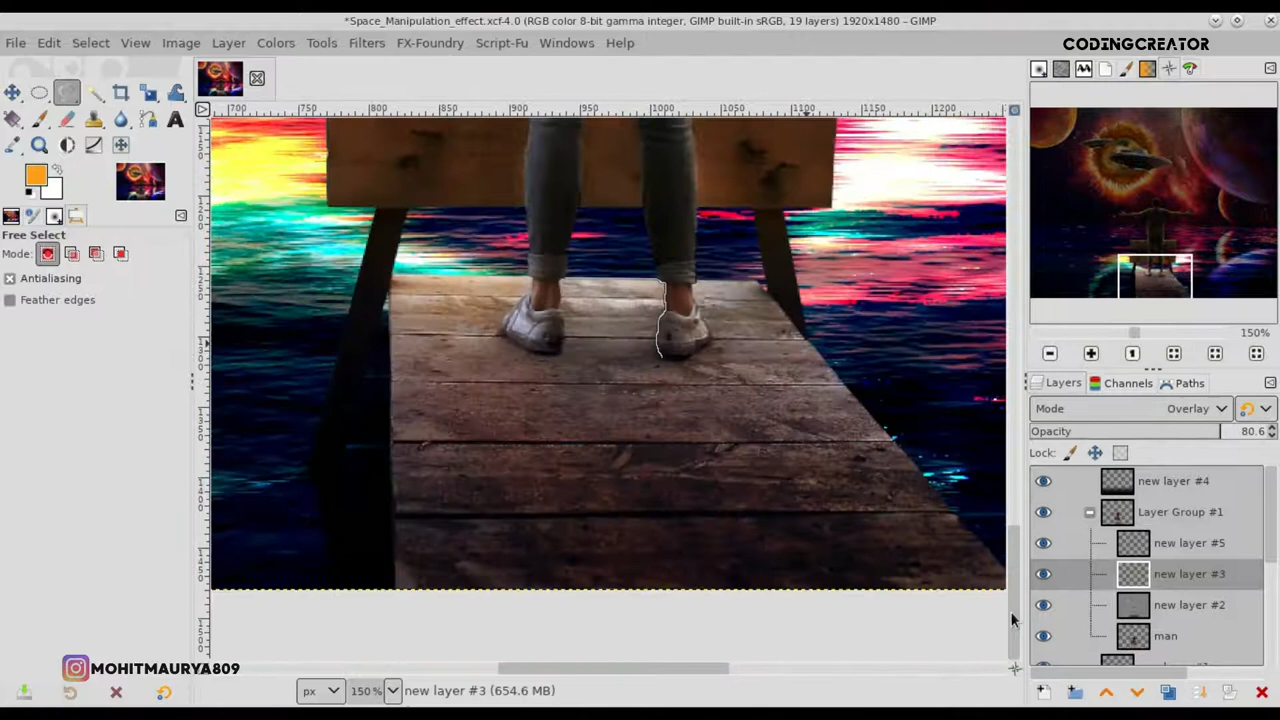 *Space_Manipulation_effect.xcf-4.0 (RGB color 8-bit gamma integer, GIMP built-in sRGB, 19 layers) 1920x1480 – GIMP
File Edit Select View Image Layer Colors Tools Filters FX-Foundry Script-Fu Windows Help
CODINGCREATOR
700 750 800 850 900 950 1000 1050 1100 1150 1200
Free Select
Mode:
Antialiasing
Feather edges
150%
Layers Channels Paths
Mode Overlay
Opacity 80.6
Lock:
new layer #4
Layer Group #1
new layer #5
new layer #3
new layer #2
man
MOHITMAURYA809
px 150% new layer #3 (654.6 MB)